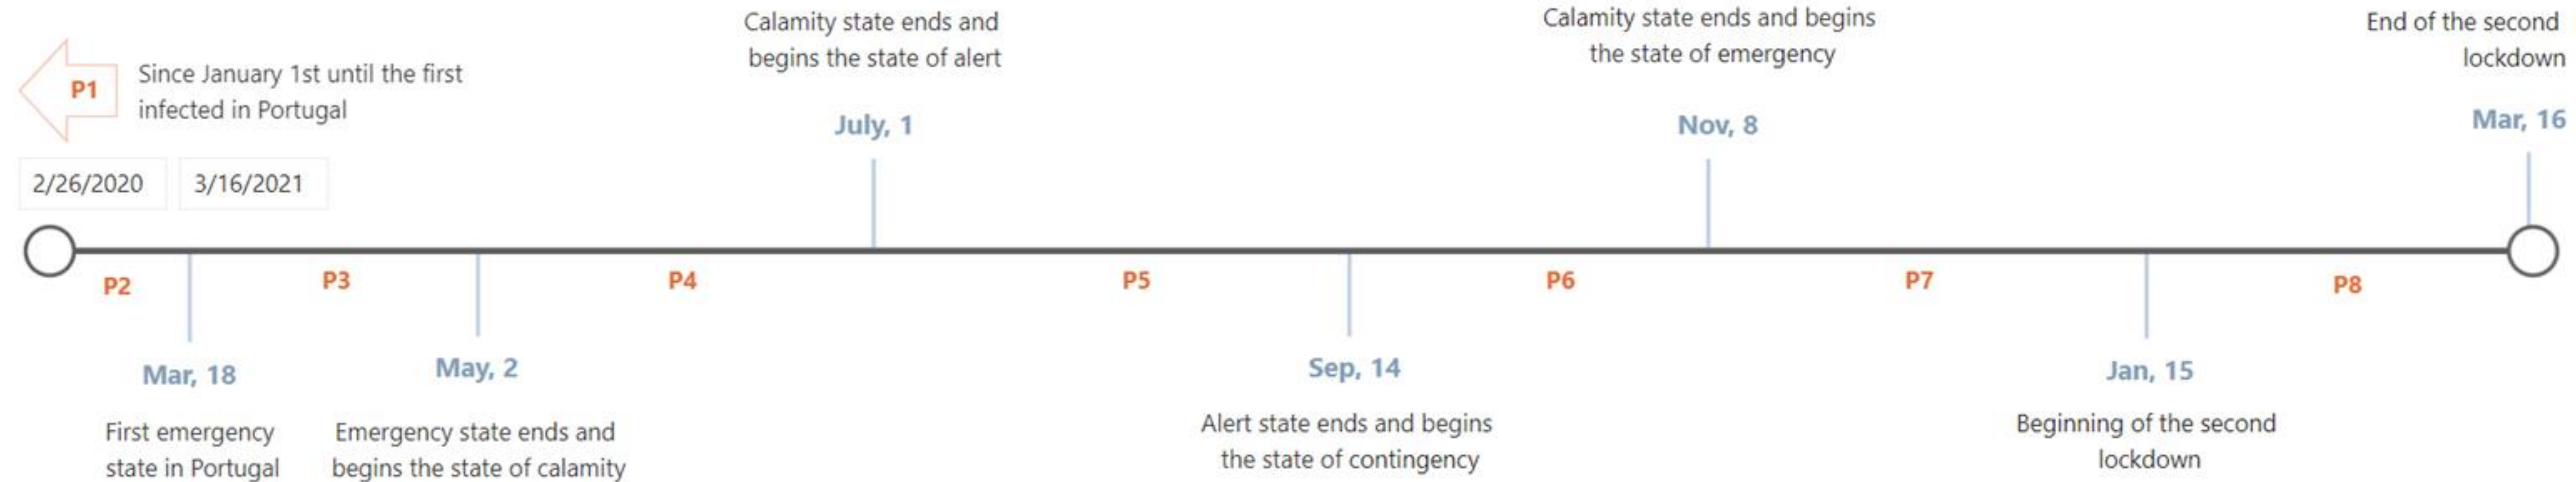 Calamity state ends and
begins the state of alert
Calamity state ends and begins
the state of emergency
End of the second
lockdown
P1
Since January 1st until the first
infected in Portugal
July, 1
Nov, 8
Mar, 16
2/26/2020
3/16/2021
P2
P3
P4
P5
P6
P7
P8
Mar, 18
May, 2
Sep, 14
Jan, 15
First emergency
state in Portugal
Emergency state ends and
begins the state of calamity
Alert state ends and begins
the state of contingency
Beginning of the second
lockdown